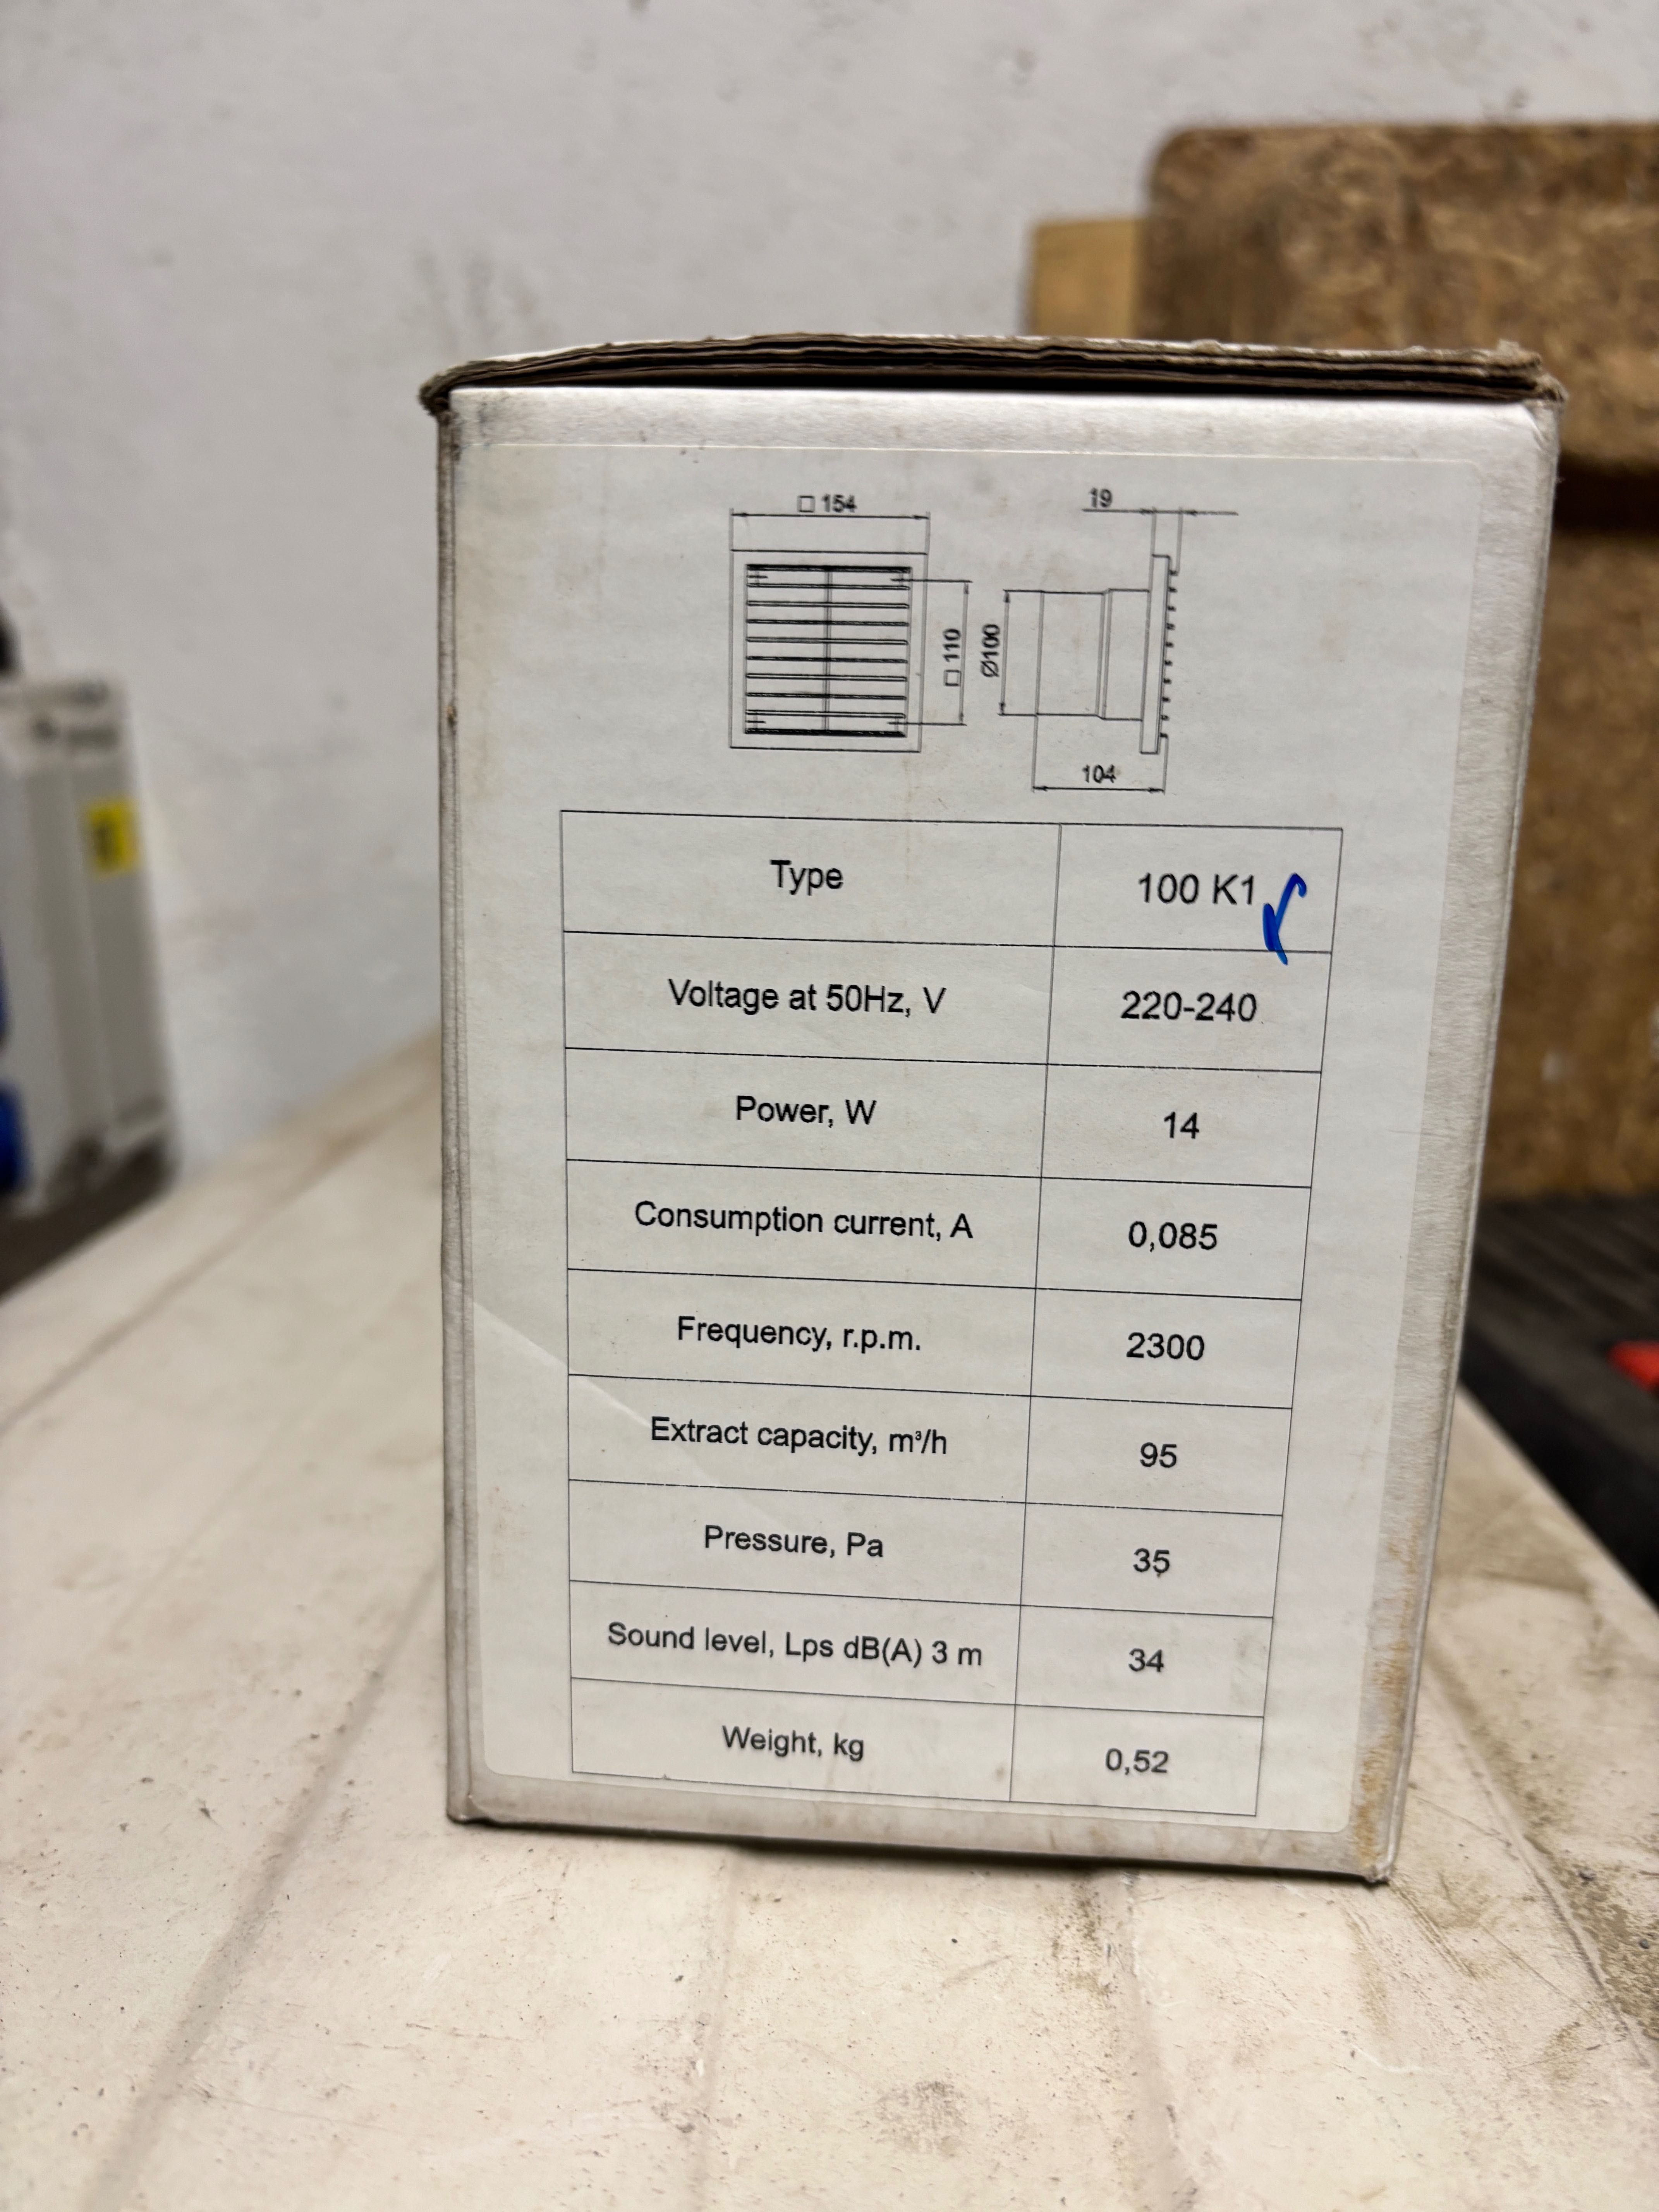 □ 154
19
□ 110
Ø100
104
Type 100 K1
Voltage at 50Hz, V 220-240
Power, W 14
Consumption current, A 0,085
Frequency, r.p.m. 2300
Extract capacity, m³/h 95
Pressure, Pa 35
Sound level, Lps dB(A) 3 m 34
Weight, kg 0,52